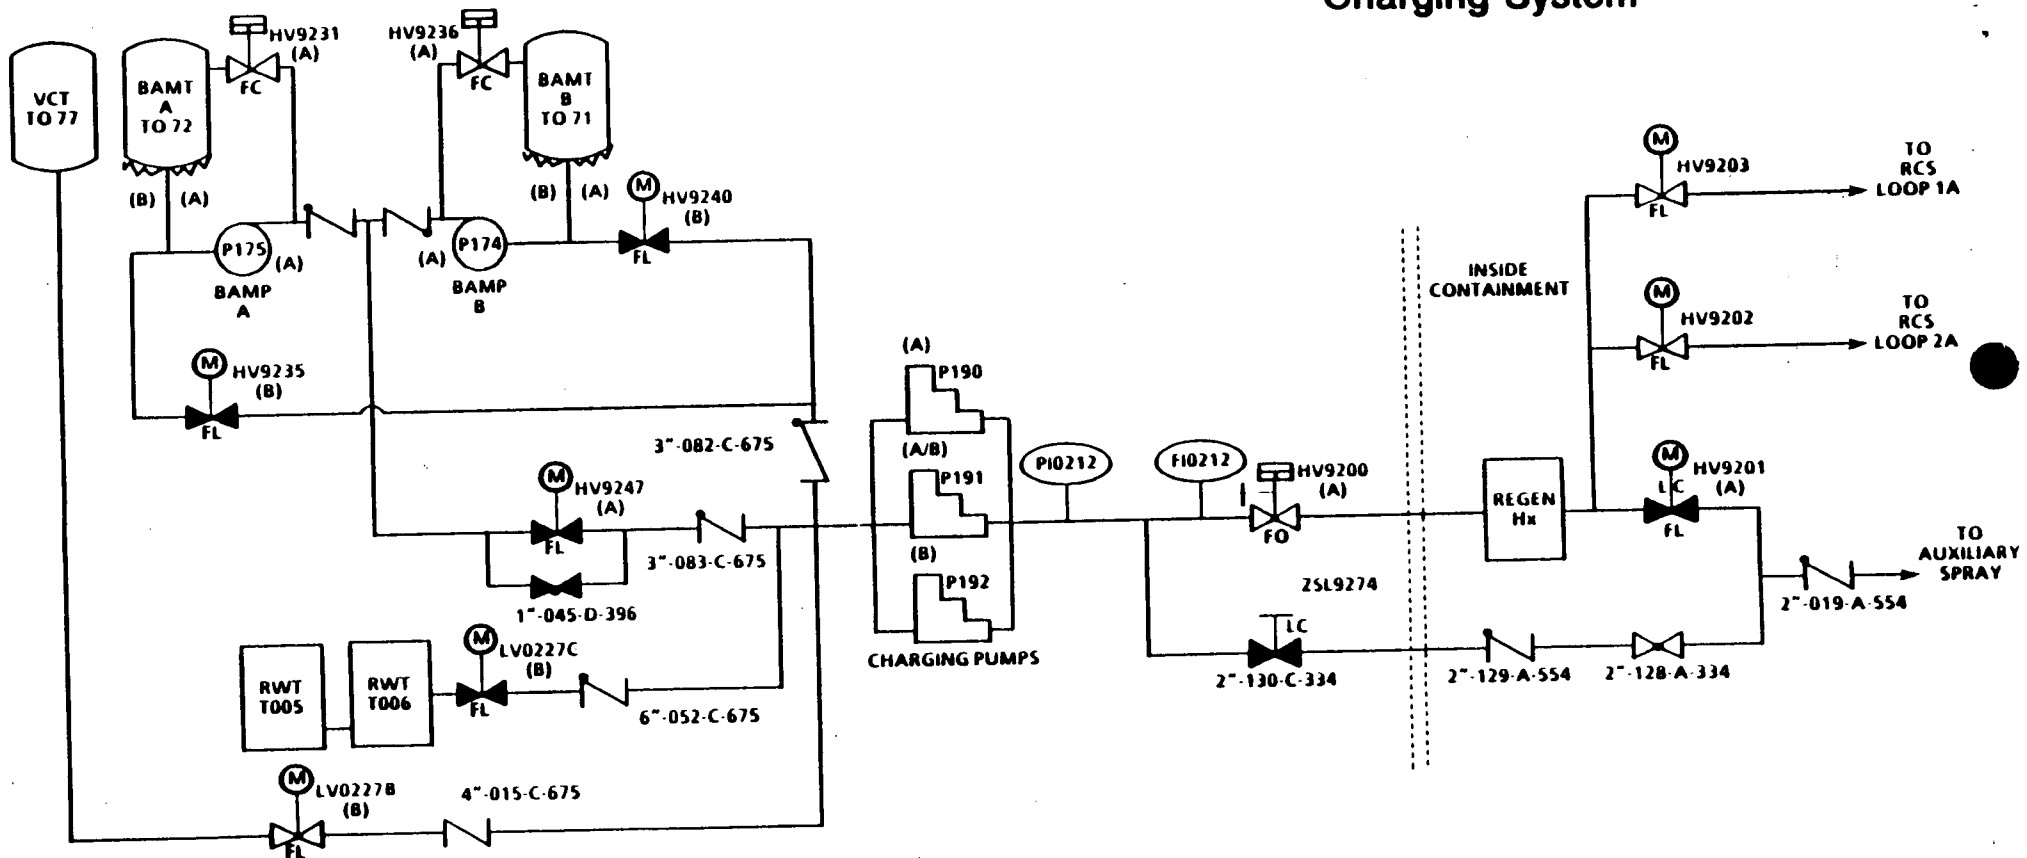 Charging System
VCT
TO 77
BAMT
A
TO 72
HV9231
(A)
FC
HV9236
(A)
FC
BAMT
B
TO 71
(B)
(A)
(B)
(A)
M
HV9240
(B)
FL
P175
(A)
BAMP
A
(A)
P174
BAMP
B
M
HV9235
(B)
FL
3"-082-C-675
M
HV9247
(A)
FL
3"-083-C-675
1"-045-D-396
RWT
T005
RWT
T006
M
LV0227C
(B)
FL
6"-052-C-675
M
LV0227B
(B)
FL
4"-015-C-675
(A)
P190
(A/B)
P191
(B)
P192
CHARGING PUMPS
PI0212
FI0212
HV9200
(A)
FO
ZSL9274
LC
2"-130-C-334
INSIDE
CONTAINMENT
REGEN
Hx
M
HV9203
FL
TO
RCS
LOOP 1A
M
HV9202
FL
TO
RCS
LOOP 2A
M
HV9201
LC
(A)
FL
TO
AUXILIARY
SPRAY
2"-019-A-554
2"-129-A-554
2"-128-A-334